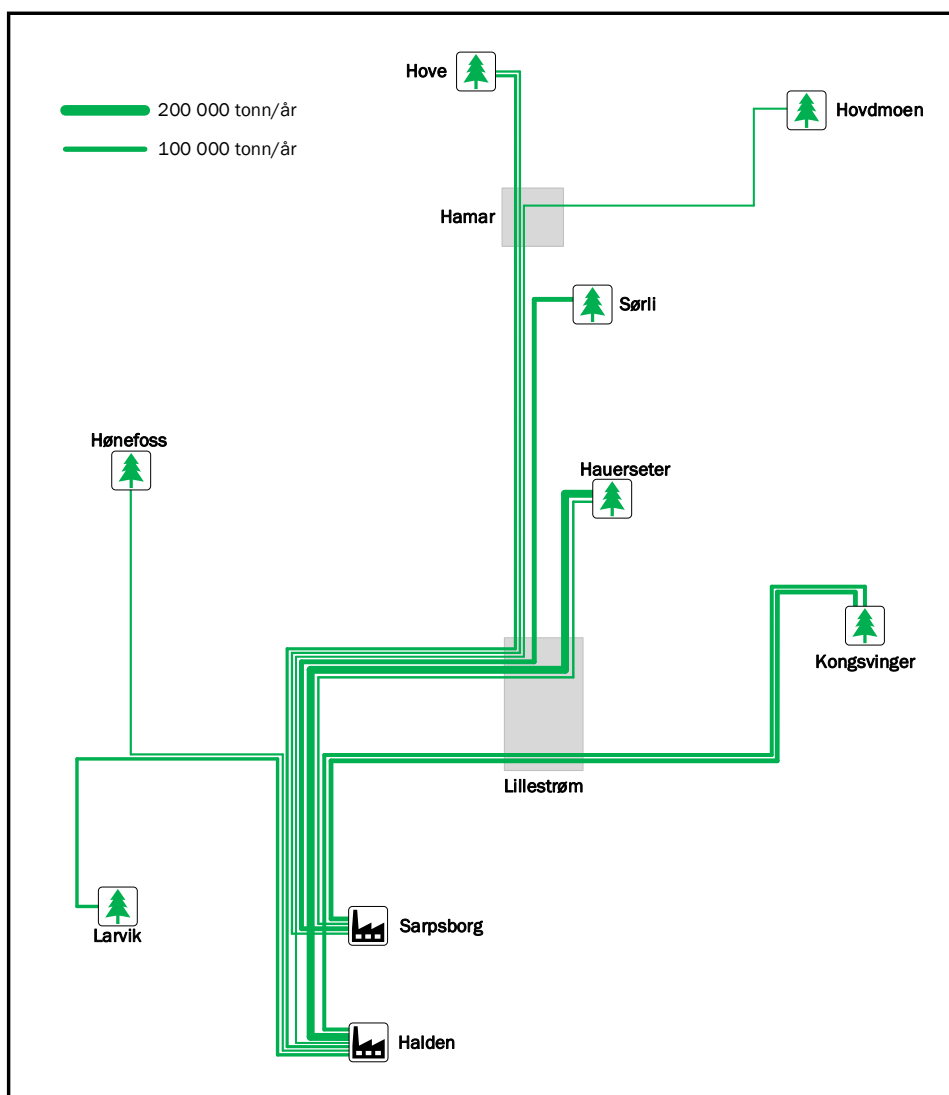 Hove
200 000 tonn/år
Hovdmoen
100 000 tonn/år
Hamar
Sørli
Hønefoss
Hauerseter
Kongsvinger
Lillestrøm
Sarpsborg
Larvik
Halden